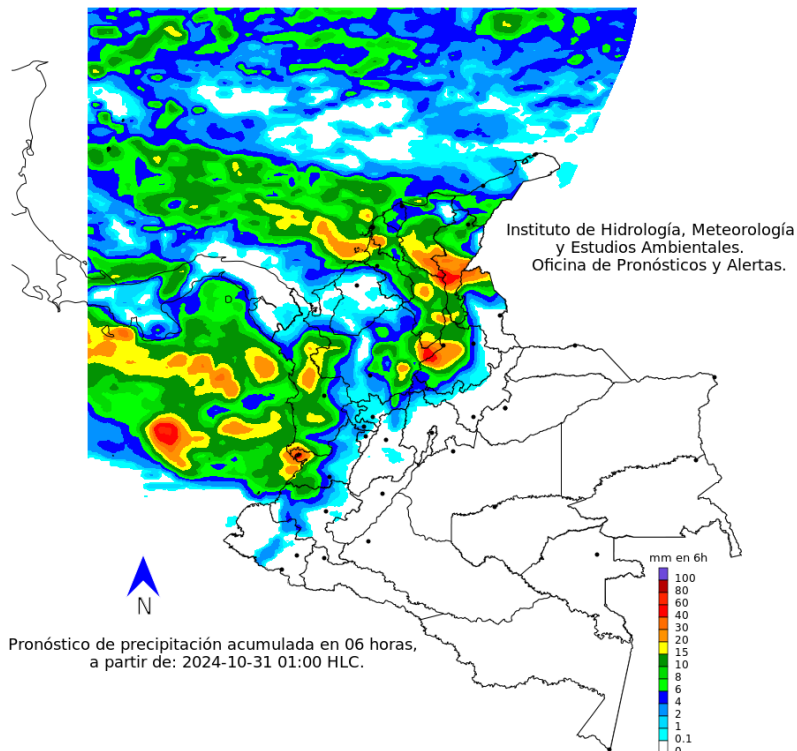 Instituto de Hidrología, Meteorología
y Estudios Ambientales.
Oficina de Pronósticos y Alertas.
mm en 6h
100
80
60
40
30
20
15
10
8
6
4
2
1
0.1
0
N
Pronóstico de precipitación acumulada en 06 horas,
a partir de: 2024-10-31 01:00 HLC.